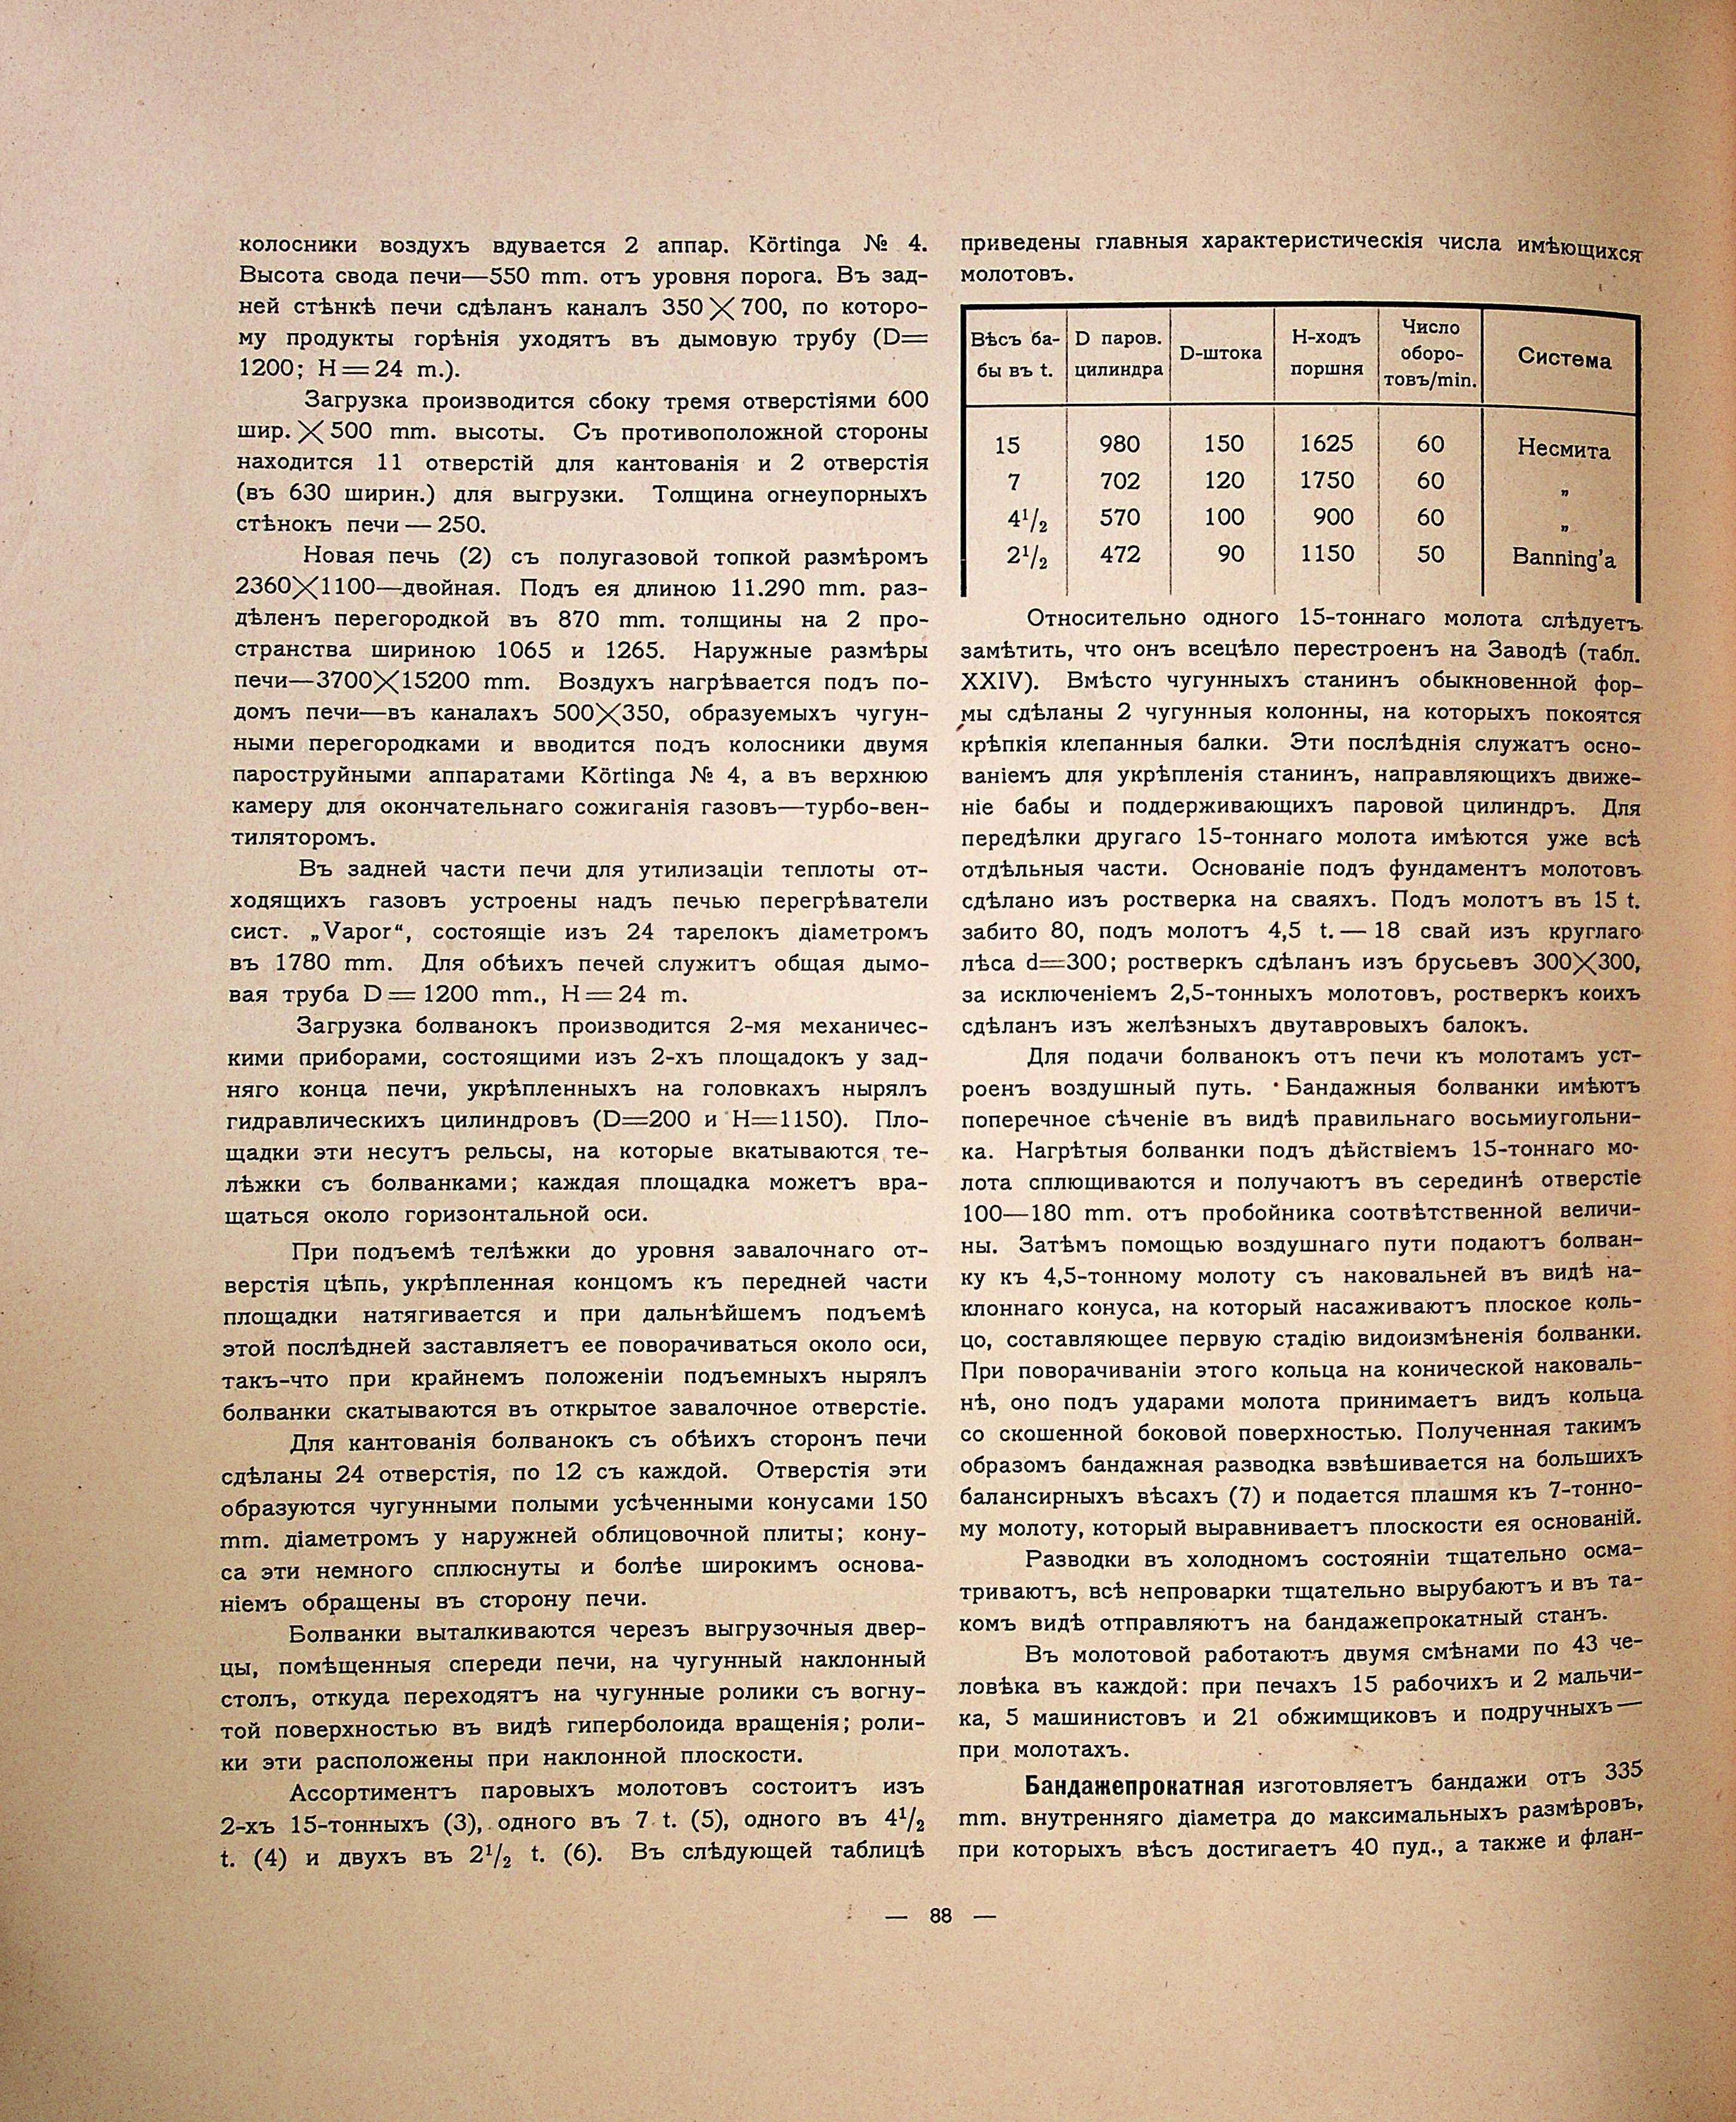 колосники воздухъ вдувается 2 аппар. Körtinga № 4.
Высота свода печи—550 mm. отъ уровня порога. Въ зад-
ней стѣнкѣ печи сдѣланъ каналъ 350╳700, по которо-
му продукты горѣнія уходятъ въ дымовую трубу (D=
1200; H=24 m.).
Загрузка производится сбоку тремя отверстіями 600
шир.╳500 mm. высоты. Съ противоположной стороны
находится 11 отверстій для кантованія и 2 отверстія
(въ 630 ширин.) для выгрузки. Толщина огнеупорныхъ
стѣнокъ печи — 250.
Новая печь (2) съ полугазовой топкой размѣромъ
2360╳1100—двойная. Подъ ея длиною 11.290 mm. раз-
дѣленъ перегородкой въ 870 mm. толщины на 2 про-
странства шириною 1065 и 1265. Наружные размѣры
печи—3700╳15200 mm. Воздухъ нагрѣвается подъ по-
домъ печи—въ каналахъ 500╳350, образуемыхъ чугун-
ными перегородками и вводится подъ колосники двумя
пароструйными аппаратами Körtinga № 4, а въ верхнюю
камеру для окончательнаго сожиганія газовъ—турбо-вен-
тиляторомъ.
Въ задней части печи для утилизаціи теплоты от-
ходящихъ газовъ устроены надъ печью перегрѣватели
сист. „Vapor“, состоящіе изъ 24 тарелокъ діаметромъ
въ 1780 mm. Для обѣихъ печей служитъ общая дымо-
вая труба D=1200 mm., H=24 m.
Загрузка болванокъ производится 2-мя механичес-
кими приборами, состоящими изъ 2-хъ площадокъ у зад-
няго конца печи, укрѣпленныхъ на головкахъ нырялъ
гидравлическихъ цилиндровъ (D=200 и H=1150). Пло-
щадки эти несутъ рельсы, на которые вкатываются те-
лѣжки съ болванками; каждая площадка можетъ вра-
щаться около горизонтальной оси.
При подъемѣ телѣжки до уровня завалочнаго от-
верстія цѣпь, укрѣпленная концомъ къ передней части
площадки натягивается и при дальнѣйшемъ подъемѣ
этой послѣдней заставляетъ ее поворачиваться около оси,
такъ-что при крайнемъ положеніи подъемныхъ нырялъ
болванки скатываются въ открытое завалочное отверстіе.
Для кантованія болванокъ съ обѣихъ сторонъ печи
сдѣланы 24 отверстія, по 12 съ каждой. Отверстія эти
образуются чугунными полыми усѣченными конусами 150
mm. діаметромъ у наружней облицовочной плиты; кону-
са эти немного сплюснуты и болѣе широкимъ основа-
ніемъ обращены въ сторону печи.
Болванки выталкиваются черезъ выгрузочныя двер-
цы, помѣщенныя спереди печи, на чугунный наклонный
столъ, откуда переходятъ на чугунные ролики съ вогну-
той поверхностью въ видѣ гиперболоида вращенія; роли-
ки эти расположены при наклонной плоскости.
Ассортиментъ паровыхъ молотовъ состоитъ изъ
2-хъ 15-тонныхъ (3), одного въ 7 t. (5), одного въ 4¹/₂
t. (4) и двухъ въ 2¹/₂ t. (6). Въ слѣдующей таблицѣ
приведены главныя характеристическія числа имѣющихся
молотовъ.
Вѣсъ ба-
бы въ t. D паров.
цилиндра D-штока H-ходъ
поршня Число
оборо-
товъ/min. Система
15 980 150 1625 60 Несмита
7 702 120 1750 60 „
4¹/₂ 570 100 900 60 „
2¹/₂ 472 90 1150 50 Banning'a
Относительно одного 15-тоннаго молота слѣдуетъ
замѣтить, что онъ всецѣло перестроенъ на Заводѣ (табл.
XXIV). Вмѣсто чугунныхъ станинъ обыкновенной фор-
мы сдѣланы 2 чугунныя колонны, на которыхъ покоятся
крѣпкія клепанныя балки. Эти послѣднія служатъ осно-
ваніемъ для укрѣпленія станинъ, направляющихъ движе-
ніе бабы и поддерживающихъ паровой цилиндръ. Для
передѣлки другаго 15-тоннаго молота имѣются уже всѣ
отдѣльныя части. Основаніе подъ фундаментъ молотовъ
сдѣлано изъ ростверка на сваяхъ. Подъ молотъ въ 15 t.
забито 80, подъ молотъ 4,5 t. — 18 свай изъ круглаго
лѣса d=300; ростверкъ сдѣланъ изъ брусьевъ 300╳300,
за исключеніемъ 2,5-тонныхъ молотовъ, ростверкъ коихъ
сдѣланъ изъ желѣзныхъ двутавровыхъ балокъ.
Для подачи болванокъ отъ печи къ молотамъ уст-
роенъ воздушный путь. Бандажныя болванки имѣютъ
поперечное сѣченіе въ видѣ правильнаго восьмиугольни-
ка. Нагрѣтыя болванки подъ дѣйствіемъ 15-тоннаго мо-
лота сплющиваются и получаютъ въ серединѣ отверстіе
100—180 mm. отъ пробойника соотвѣтственной величи-
ны. Затѣмъ помощью воздушнаго пути подаютъ болван-
ку къ 4,5-тонному молоту съ наковальней въ видѣ на-
клоннаго конуса, на который насаживаютъ плоское коль-
цо, составляющее первую стадію видоизмѣненія болванки.
При поворачиваніи этого кольца на конической наковаль-
нѣ, оно подъ ударами молота принимаетъ видъ кольца
со скошенной боковой поверхностью. Полученная такимъ
образомъ бандажная разводка взвѣшивается на большихъ
балансирныхъ вѣсахъ (7) и подается плашмя къ 7-тонно-
му молоту, который выравниваетъ плоскости ея основаній.
Разводки въ холодномъ состояніи тщательно осма-
триваютъ, всѣ непроварки тщательно вырубаютъ и въ та-
комъ видѣ отправляютъ на бандажепрокатный станъ.
Въ молотовой работаютъ двумя смѣнами по 43 че-
ловѣка въ каждой: при печахъ 15 рабочихъ и 2 мальчи-
ка, 5 машинистовъ и 21 обжимщиковъ и подручныхъ—
при молотахъ.
Бандажепрокатная изготовляетъ бандажи отъ 335
mm. внутренняго діаметра до максимальныхъ размѣровъ,
при которыхъ вѣсъ достигаетъ 40 пуд., а также и флан-
— 88 —